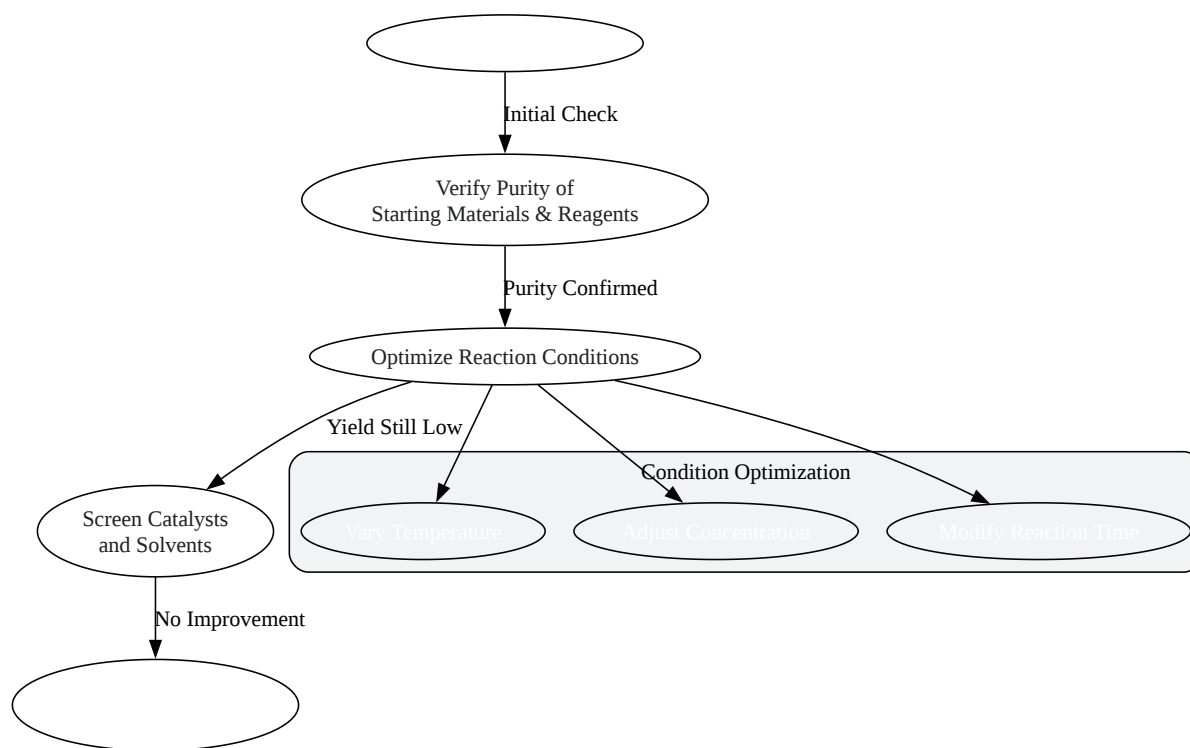 Initial Check
Verify Purity of
Starting Materials & Reagents
Purity Confirmed
Optimize Reaction Conditions
Yield Still Low
Condition Optimization
Screen Catalysts
and Solvents
Vary Temperature
Adjust Concentration
Modify Reaction Time
No Improvement